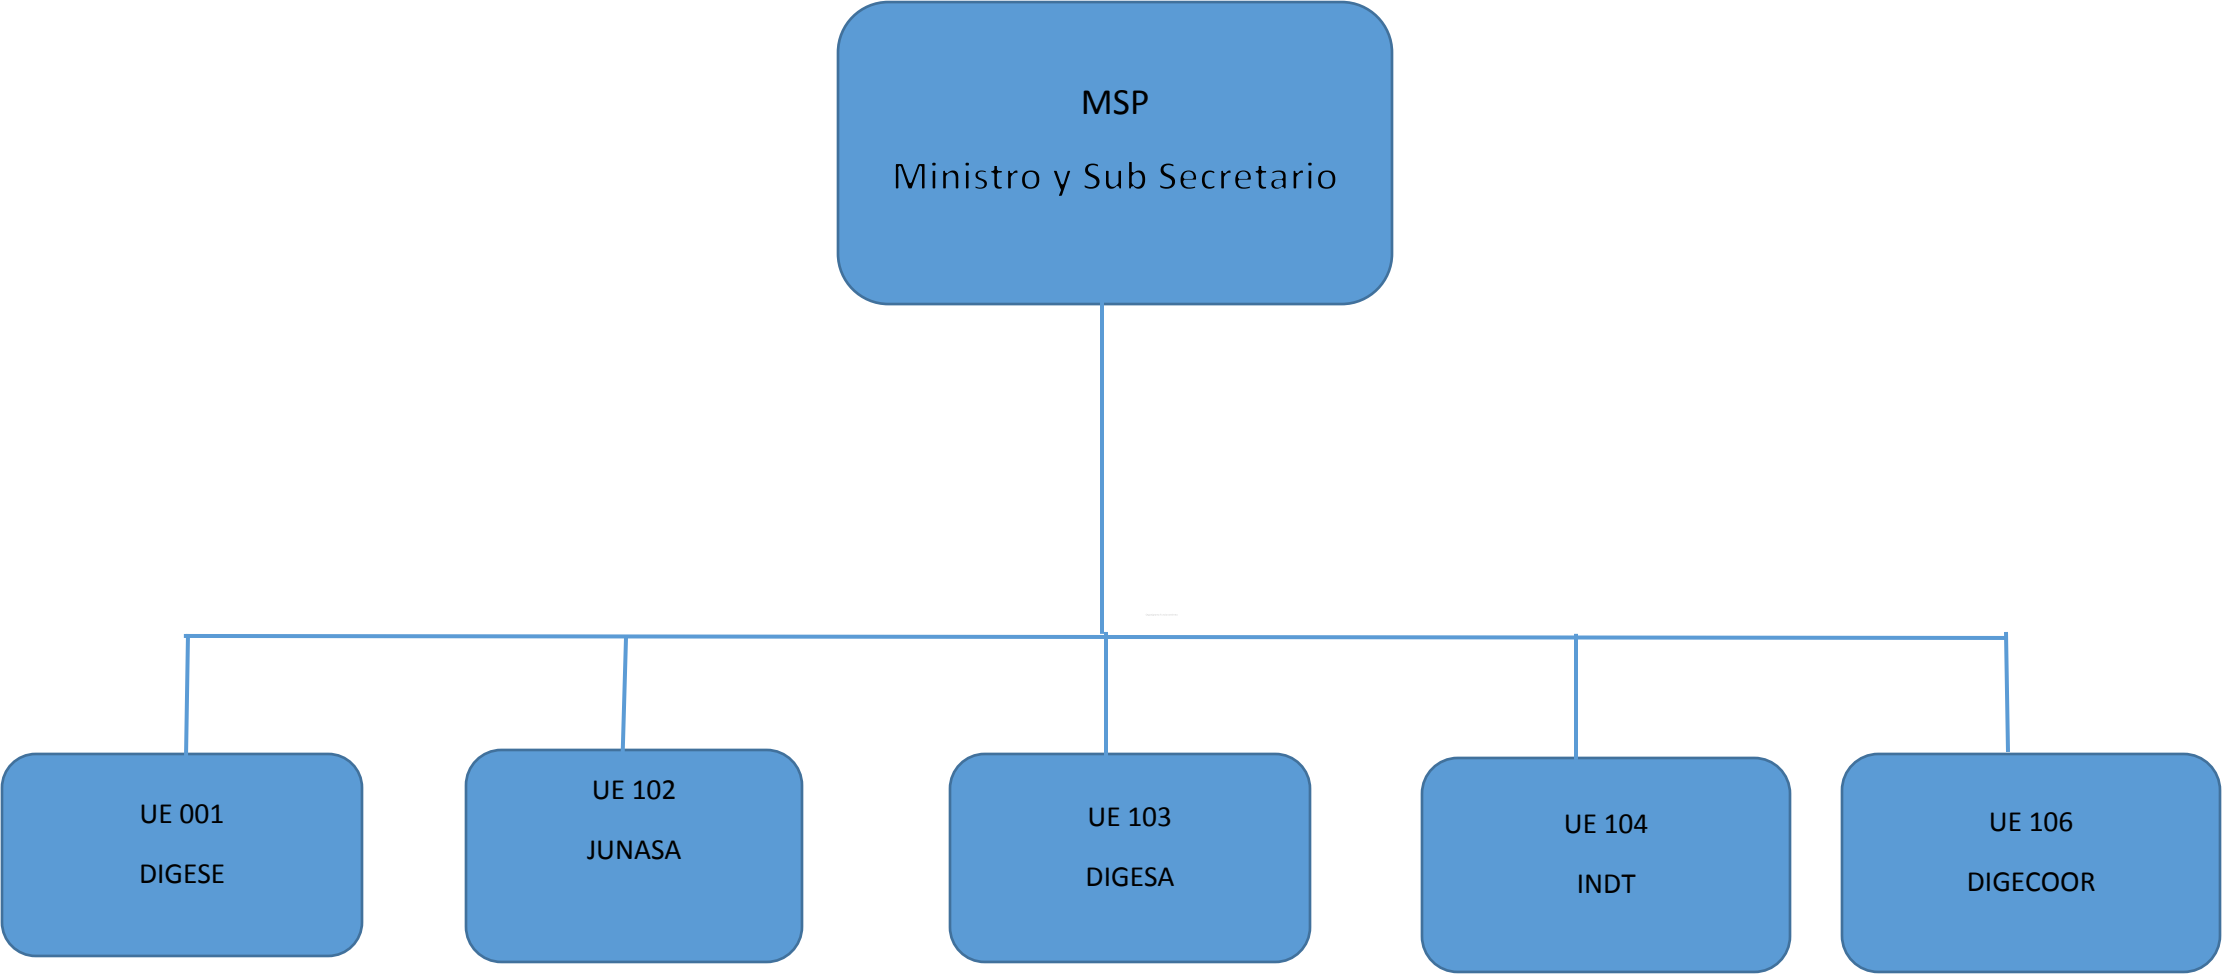 MSP
Ministro y Sub Secretario
UE 001
DIGESE
UE 102
JUNASA
UE 103
DIGESA
UE 104
INDT
UE 106
DIGECOOR